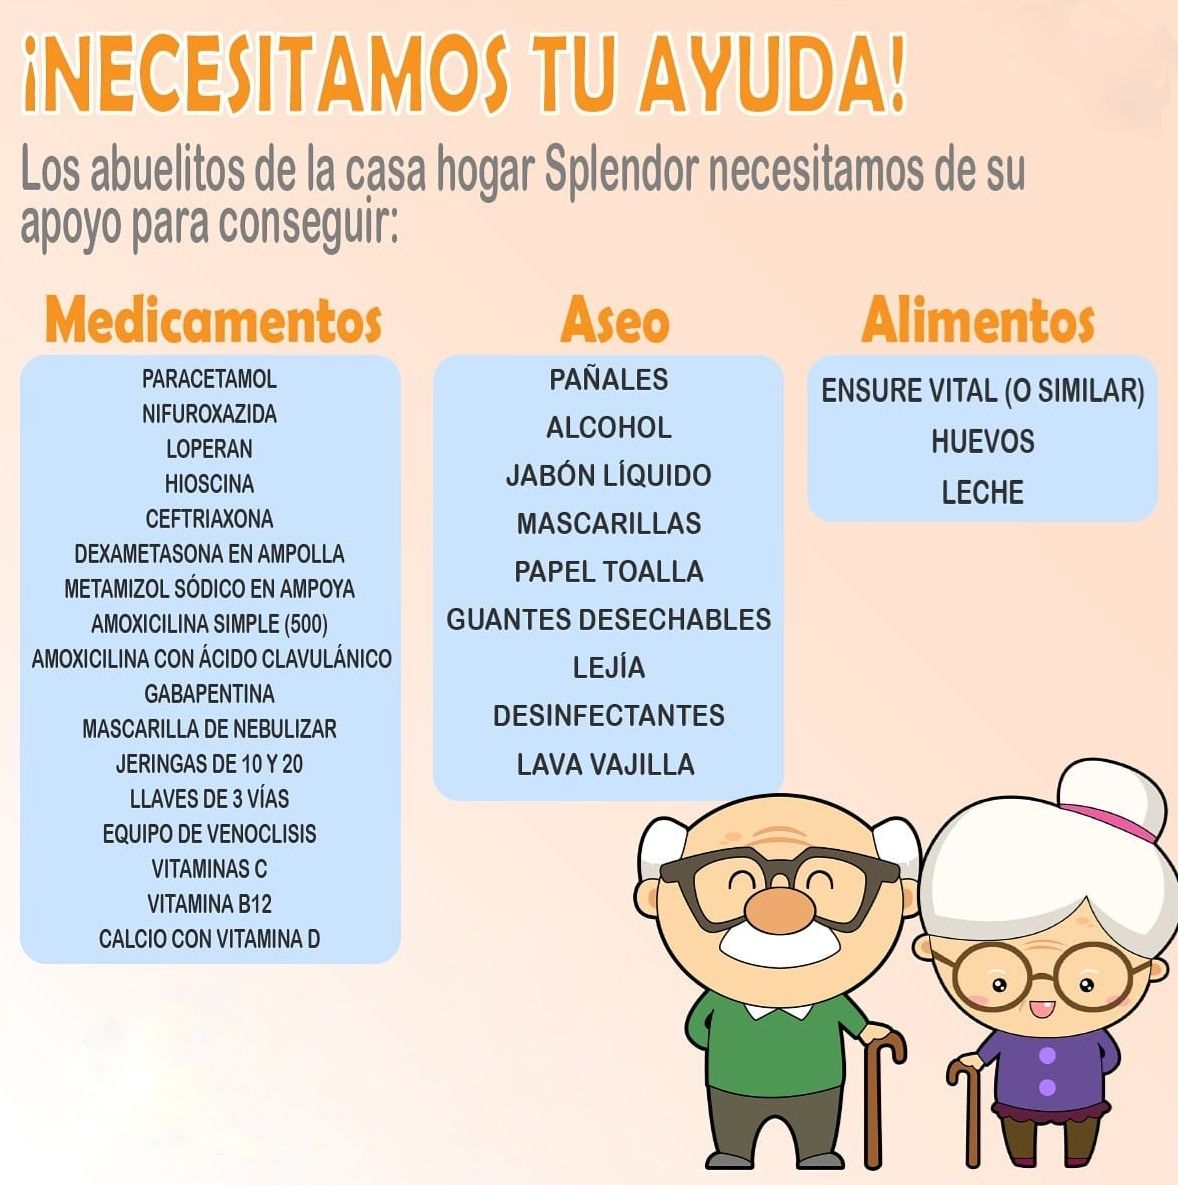 ¡NECESITAMOS TU AYUDA!
Los abuelitos de la casa hogar Splendor necesitamos de su
apoyo para conseguir:
Medicamentos
PARACETAMOL
NIFUROXAZIDA
LOPERAN
HIOSCINA
CEFTRIAXONA
DEXAMETASONA EN AMPOLLA
METAMIZOL SÓDICO EN AMPOYA
AMOXICILINA SIMPLE (500)
AMOXICILINA CON ÁCIDO CLAVULÁNICO
GABAPENTINA
MASCARILLA DE NEBULIZAR
JERINGAS DE 10 Y 20
LLAVES DE 3 VÍAS
EQUIPO DE VENOCLISIS
VITAMINAS C
VITAMINA B12
CALCIO CON VITAMINA D
Aseo
PAÑALES
ALCOHOL
JABÓN LÍQUIDO
MASCARILLAS
PAPEL TOALLA
GUANTES DESECHABLES
LEJÍA
DESINFECTANTES
LAVA VAJILLA
Alimentos
ENSURE VITAL (O SIMILAR)
HUEVOS
LECHE